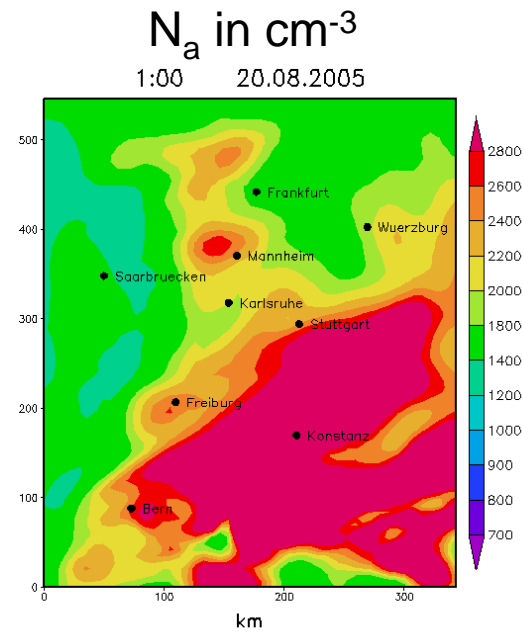 Nₐ in cm⁻³
1:00 20.08.2005
500
400
300
200
100
0
0 100 200 300
km
Frankfurt
Wuerzburg
Mannheim
Saarbruecken
Karlsruhe
Stuttgart
Freiburg
Konstanz
Bern
2800
2600
2400
2200
2000
1800
1400
1200
1000
900
800
700